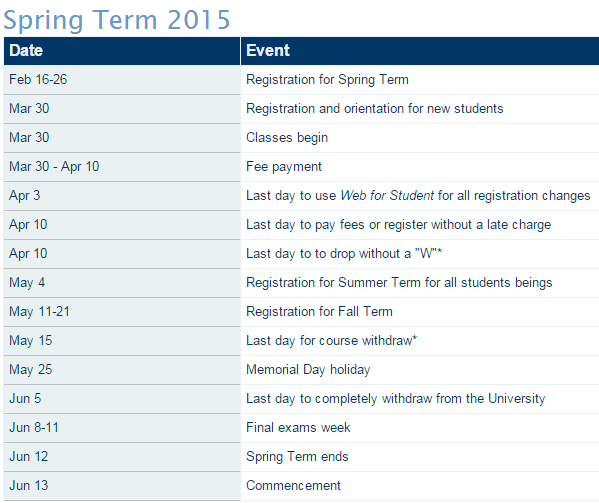 Spring Term 2015
Date Event
Feb 16-26 Registration for Spring Term
Mar 30 Registration and orientation for new students
Mar 30 Classes begin
Mar 30 - Apr 10 Fee payment
Apr 3 Last day to use Web for Student for all registration changes
Apr 10 Last day to pay fees or register without a late charge
Apr 10 Last day to to drop without a "W"*
May 4 Registration for Summer Term for all students beings
May 11-21 Registration for Fall Term
May 15 Last day for course withdraw*
May 25 Memorial Day holiday
Jun 5 Last day to completely withdraw from the University
Jun 8-11 Final exams week
Jun 12 Spring Term ends
Jun 13 Commencement